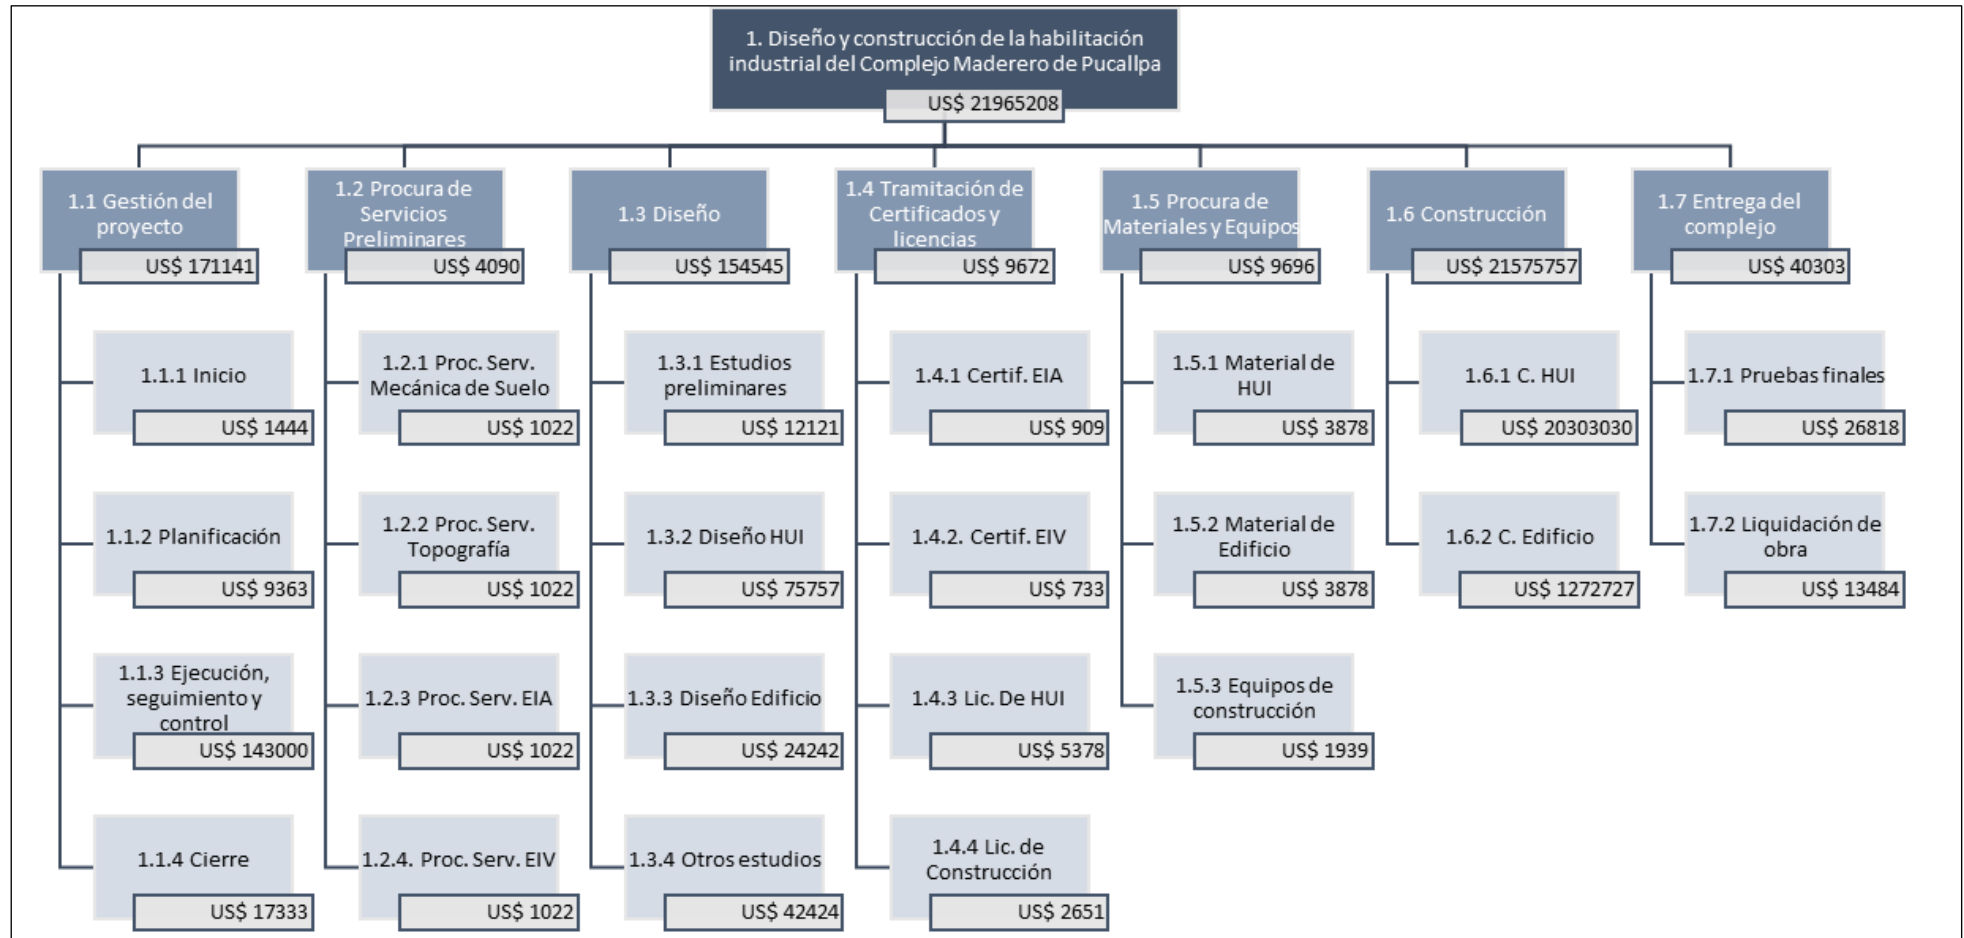 1. Diseño y construcción de la habilitación
industrial del Complejo Maderero de Pucallpa
US$ 21965208
1.1 Gestión del
proyecto
US$ 171141
1.2 Procura de
Servicios
Preliminares
US$ 4090
1.3 Diseño
US$ 154545
1.4 Tramitación de
Certificados y
licencias
US$ 9672
1.5 Procura de
Materiales y Equipos
US$ 9696
1.6 Construcción
US$ 21575757
1.7 Entrega del
complejo
US$ 40303
1.1.1 Inicio
US$ 1444
1.2.1 Proc. Serv.
Mecánica de Suelo
US$ 1022
1.3.1 Estudios
preliminares
US$ 12121
1.4.1 Certif. EIA
US$ 909
1.5.1 Material de
HUI
US$ 3878
1.6.1 C. HUI
US$ 20303030
1.7.1 Pruebas finales
US$ 26818
1.1.2 Planificación
US$ 9363
1.2.2 Proc. Serv.
Topografía
US$ 1022
1.3.2 Diseño HUI
US$ 75757
1.4.2. Certif. EIV
US$ 733
1.5.2 Material de
Edificio
US$ 3878
1.6.2 C. Edificio
US$ 1272727
1.7.2 Liquidación de
obra
US$ 13484
1.1.3 Ejecución,
seguimiento y
control
US$ 143000
1.2.3 Proc. Serv. EIA
US$ 1022
1.3.3 Diseño Edificio
US$ 24242
1.4.3 Lic. De HUI
US$ 5378
1.5.3 Equipos de
construcción
US$ 1939
1.1.4 Cierre
US$ 17333
1.2.4. Proc. Serv. EIV
US$ 1022
1.3.4 Otros estudios
US$ 42424
1.4.4 Lic. de
Construcción
US$ 2651